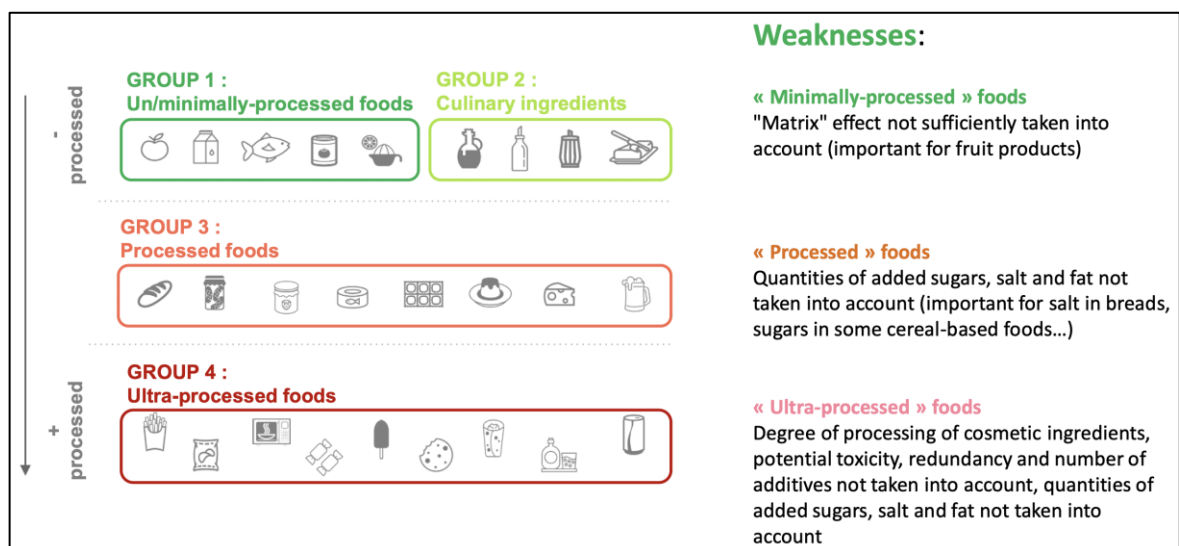 Weaknesses:
GROUP 1 :
Un/minimally-processed foods
GROUP 2 :
Culinary ingredients
- processed
« Minimally-processed » foods
"Matrix" effect not sufficiently taken into
account (important for fruit products)
GROUP 3 :
Processed foods
« Processed » foods
Quantities of added sugars, salt and fat not
taken into account (important for salt in breads,
sugars in some cereal-based foods…)
GROUP 4 :
Ultra-processed foods
+ processed
« Ultra-processed » foods
Degree of processing of cosmetic ingredients,
potential toxicity, redundancy and number of
additives not taken into account, quantities of
added sugars, salt and fat not taken into
account